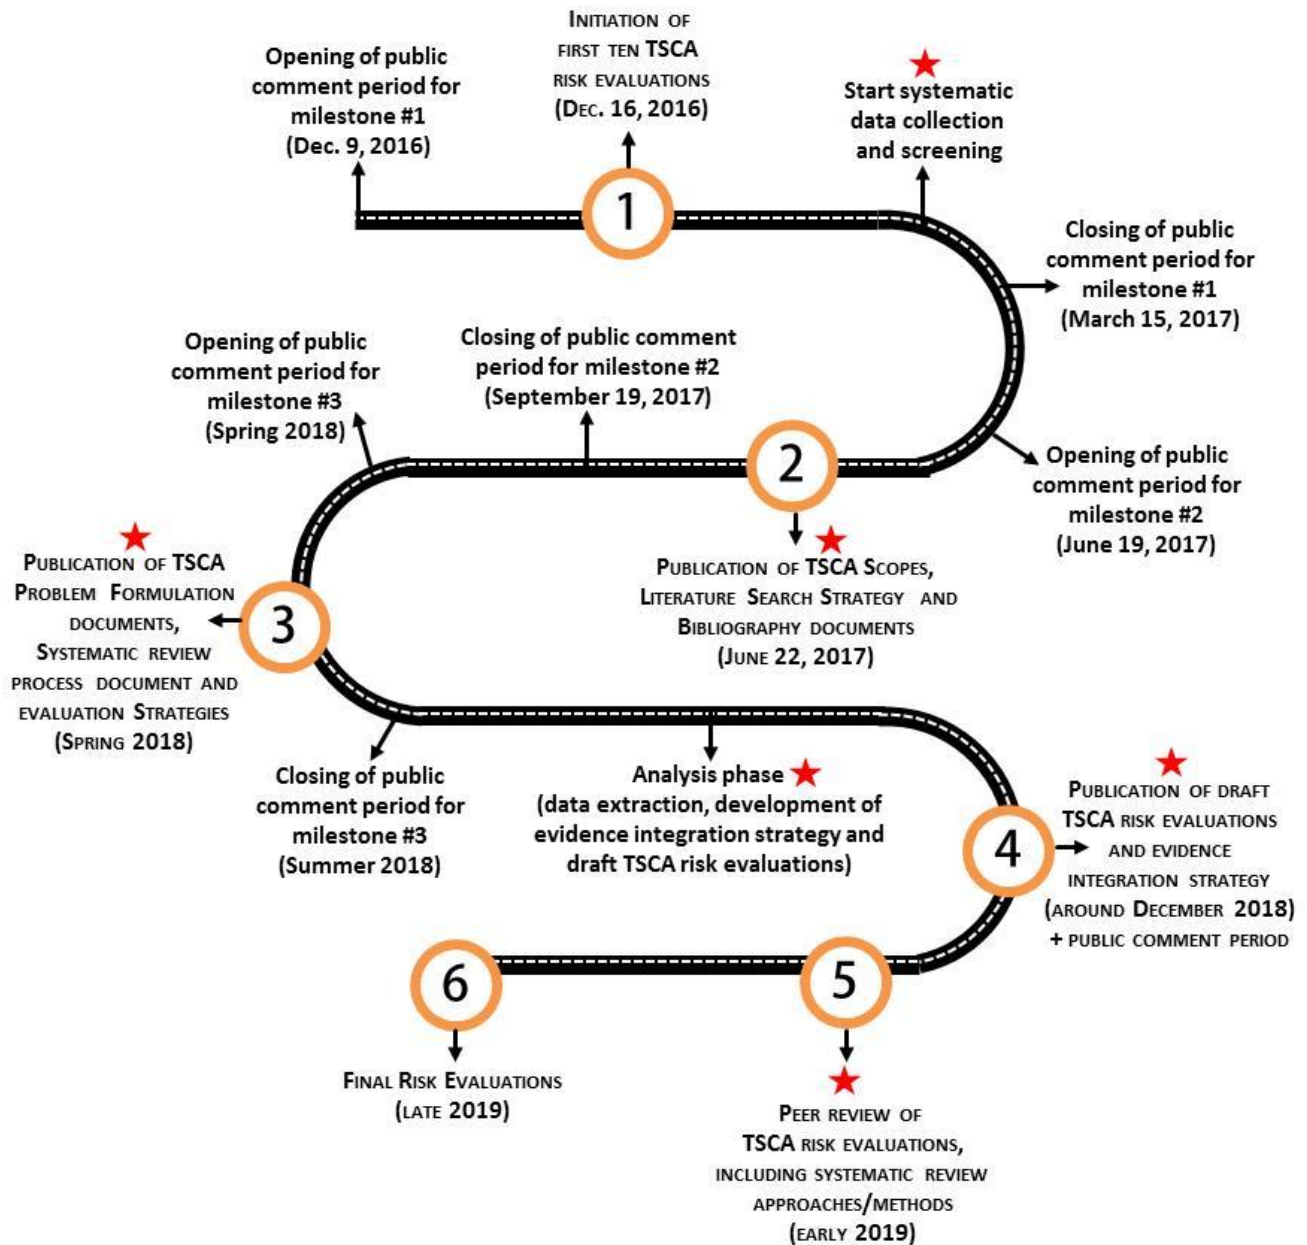 Opening of public
comment period for
milestone #1
(Dec. 9, 2016)
Initiation of
first ten TSCA
risk evaluations
(Dec. 16, 2016)
Start systematic
data collection
and screening
1
Closing of public
comment period for
milestone #1
(March 15, 2017)
Opening of public
comment period for
milestone #2
(June 19, 2017)
2
Publication of TSCA Scopes,
Literature Search Strategy and
Bibliography documents
(June 22, 2017)
Closing of public comment
period for milestone #2
(September 19, 2017)
Opening of public
comment period for
milestone #3
(Spring 2018)
3
Publication of TSCA
Problem Formulation
documents,
Systematic review
process document and
evaluation Strategies
(Spring 2018)
Closing of public
comment period for
milestone #3
(Summer 2018)
Analysis phase
(data extraction, development of
evidence integration strategy and
draft TSCA risk evaluations)
4
Publication of draft
TSCA risk evaluations
and evidence
integration strategy
(around December 2018)
+ public comment period
5
Peer review of
TSCA risk evaluations,
including systematic review
approaches/methods
(early 2019)
6
Final Risk Evaluations
(late 2019)